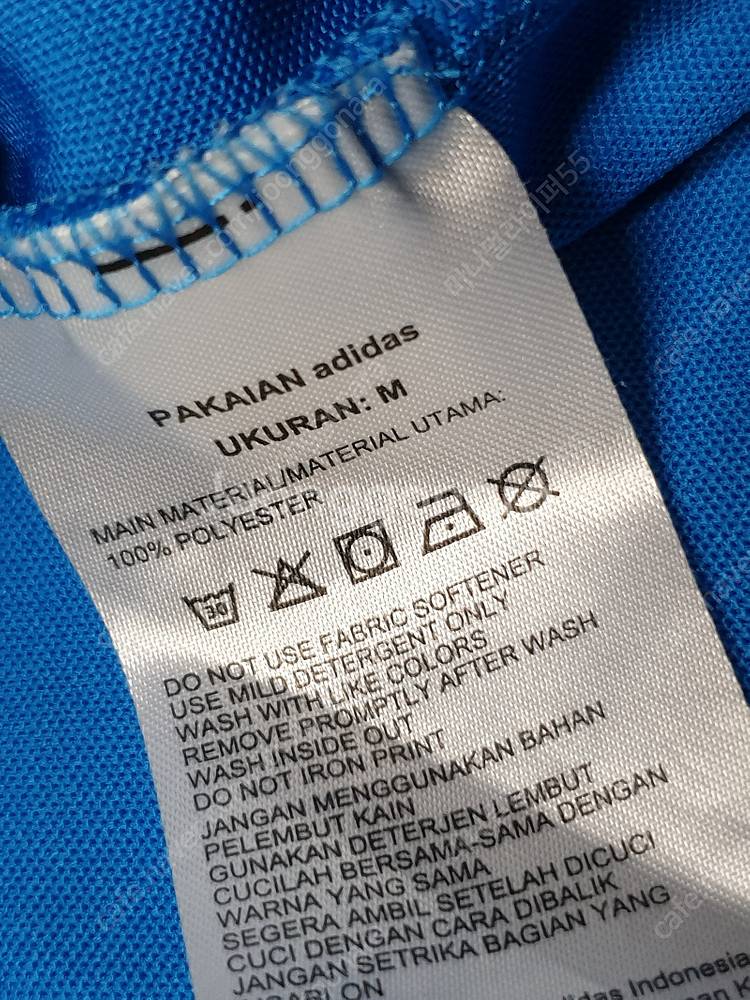 PAKAIAN adidas
UKURAN: M
MAIN MATERIAL/MATERIAL UTAMA:
100% POLYESTER
30
DO NOT USE FABRIC SOFTENER
USE MILD DETERGENT ONLY
WASH WITH LIKE COLORS
REMOVE PROMPTLY AFTER WASH
WASH INSIDE OUT
DO NOT IRON PRINT
JANGAN MENGGUNAKAN BAHAN
PELEMBUT KAIN
GUNAKAN DETERJEN LEMBUT
CUCILAH BERSAMA-SAMA DENGAN
WARNA YANG SAMA
SEGERA AMBIL SETELAH DICUCI
CUCI DENGAN CARA DIBALIK
JANGAN SETRIKA BAGIAN YANG
Indonesia